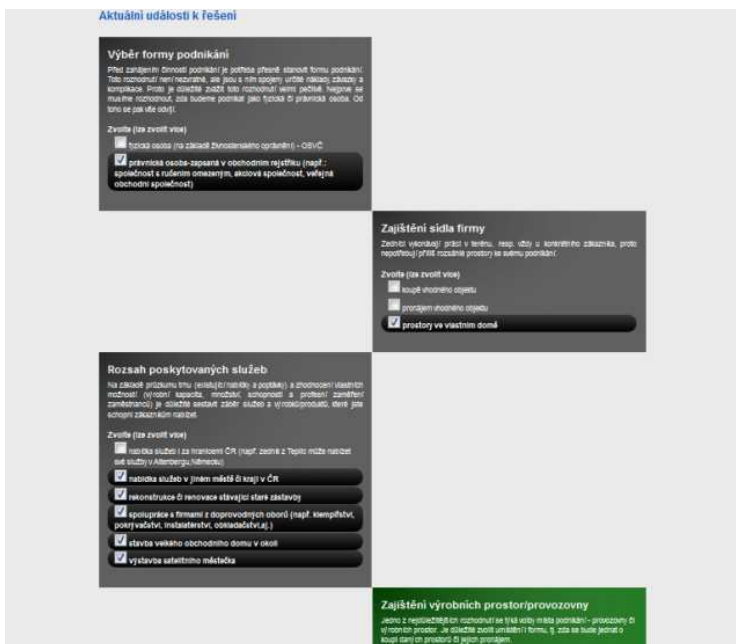 Aktuální události k řešení
Výběr formy podnikání
Před zahájením činnosti podnikání je potřeba přesně stanovit formu podnikání.
Toto rozhodnutí není nezvratné, ale jsou s ním spojeny určité náklady, závazky a
komplikace. Proto je důležité zvážit toto rozhodnutí velmi pečlivě. Nejprve se
musíme rozhodnout, zda budeme podnikat jako fyzická či právnická osoba. Od
toho se pak vše odvíjí.
Zvolte (lze zvolit více)
fyzická osoba (na základě živnostenského oprávnění) - OSVČ
právnická osoba-zapsaná v obchodním rejstříku (např.:
společnost s ručením omezeným, akciová společnost, veřejná
obchodní společnost)
Zajištění sídla firmy
Zedníci vykonávají práci v terénu, resp. vždy u konkrétního zákazníka, proto
nepotřebují příliš rozsáhlé prostory ke svému podnikání.
Zvolte (lze zvolit více)
koupě vhodného objektu
pronájem vhodného objektu
prostory ve vlastním domě
Rozsah poskytovaných služeb
Na základě průzkumu trhu (existující nabídky a poptávky) a zhodnocení vlastních
možností (výrobní kapacita, množství, schopnosti a profesní zaměření
zaměstnanců) je důležité sestavit záběr služeb a výrobků/produktů, které jste
schopni zákazníkům nabízet.
Zvolte (lze zvolit více)
nabídka služeb i za hranicemi ČR (např. zedník z Teplic může nabízet
své služby v Altenbergu,Německu)
nabídka služeb v jiném městě či kraji v ČR
rekonstrukce či renovace stávající staré zástavby
spolupráce s firmami z doprovodných oborů (např. klempířství,
pokrývačství, instalatérství, obkladačství,aj.)
stavba velkého obchodního domu v okolí
výstavba satelitního městečka
Zajištění výrobních prostor/provozovny
Jedno z nejdůležitějších rozhodnutí se týká volby místa podnikání - provozovny či
výrobních prostor. Je důležité zvolit umístění i formu, tj. zda se bude jednat o
koupi daných prostorů či jejich pronájem.